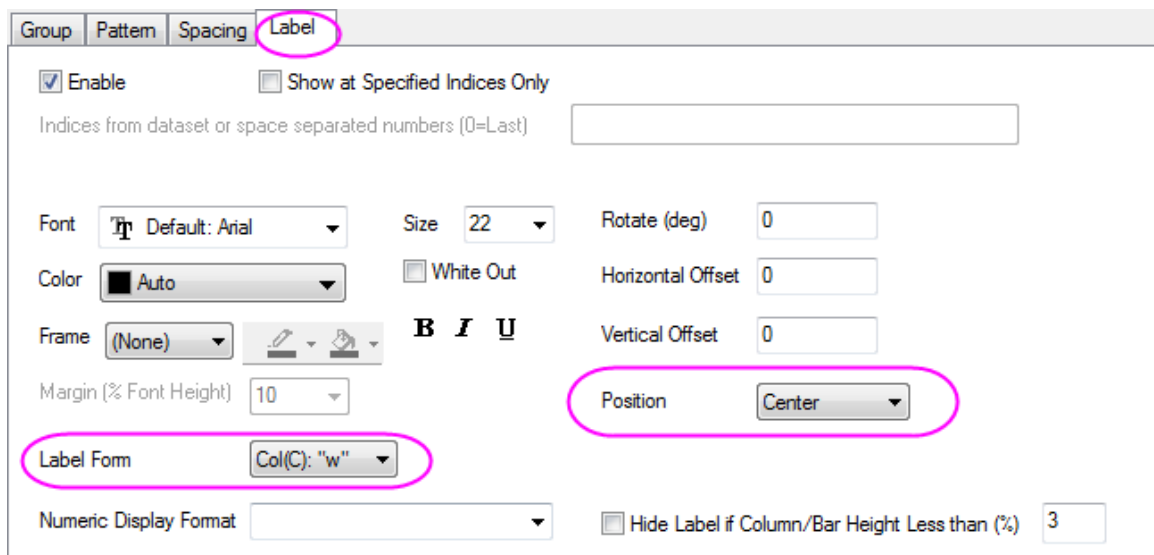 Group Pattern Spacing Label
Enable Show at Specified Indices Only
Indices from dataset or space separated numbers (0=Last)
Font Tr Default: Arial Size 22 Rotate (deg) 0
Color Auto White Out Horizontal Offset 0
Frame (None) B I U Vertical Offset 0
Margin (% Font Height) 10 Position Center
Label Form Col(C): "w"
Numeric Display Format Hide Label if Column/Bar Height Less than (%) 3